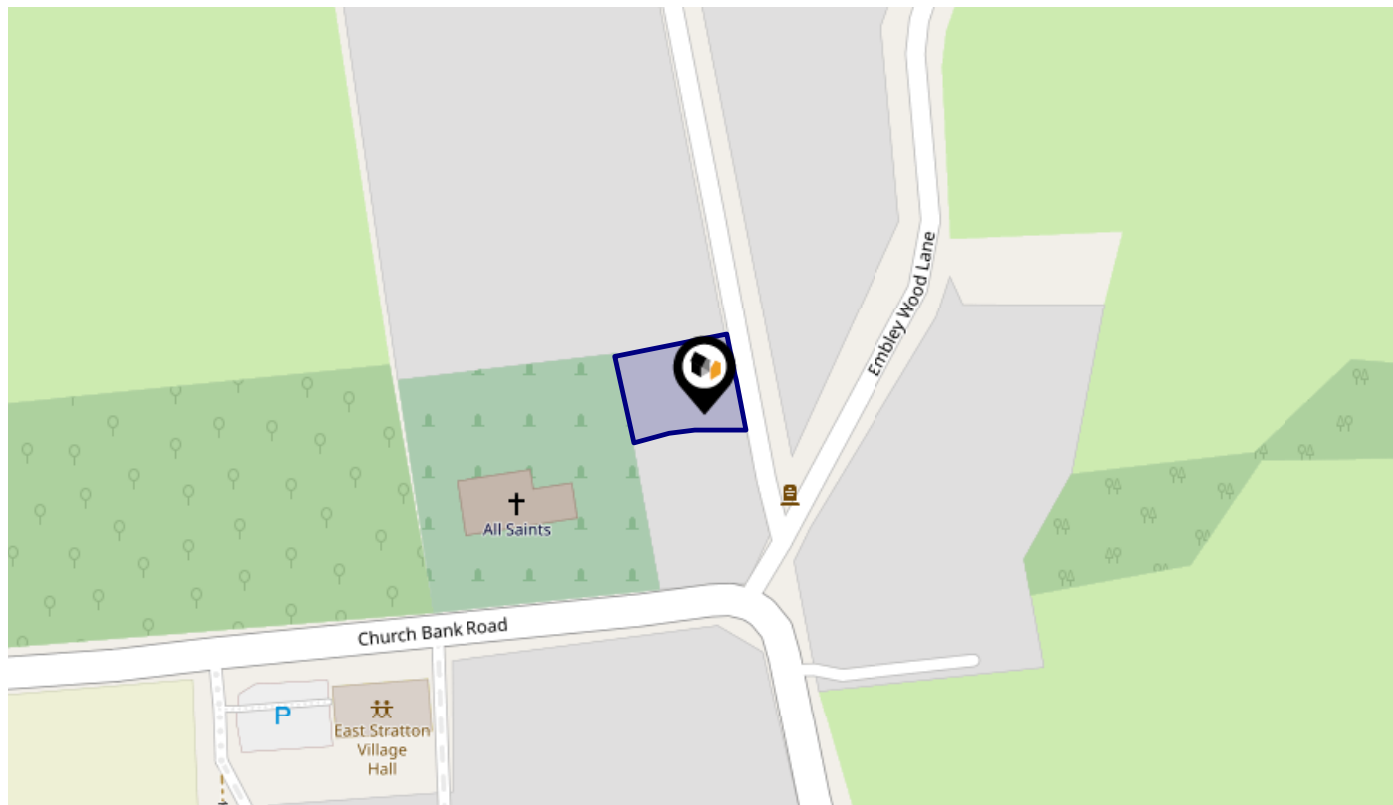 Embley Wood Lane
All Saints
Church Bank Road
P
East Stratton
Village
Hall